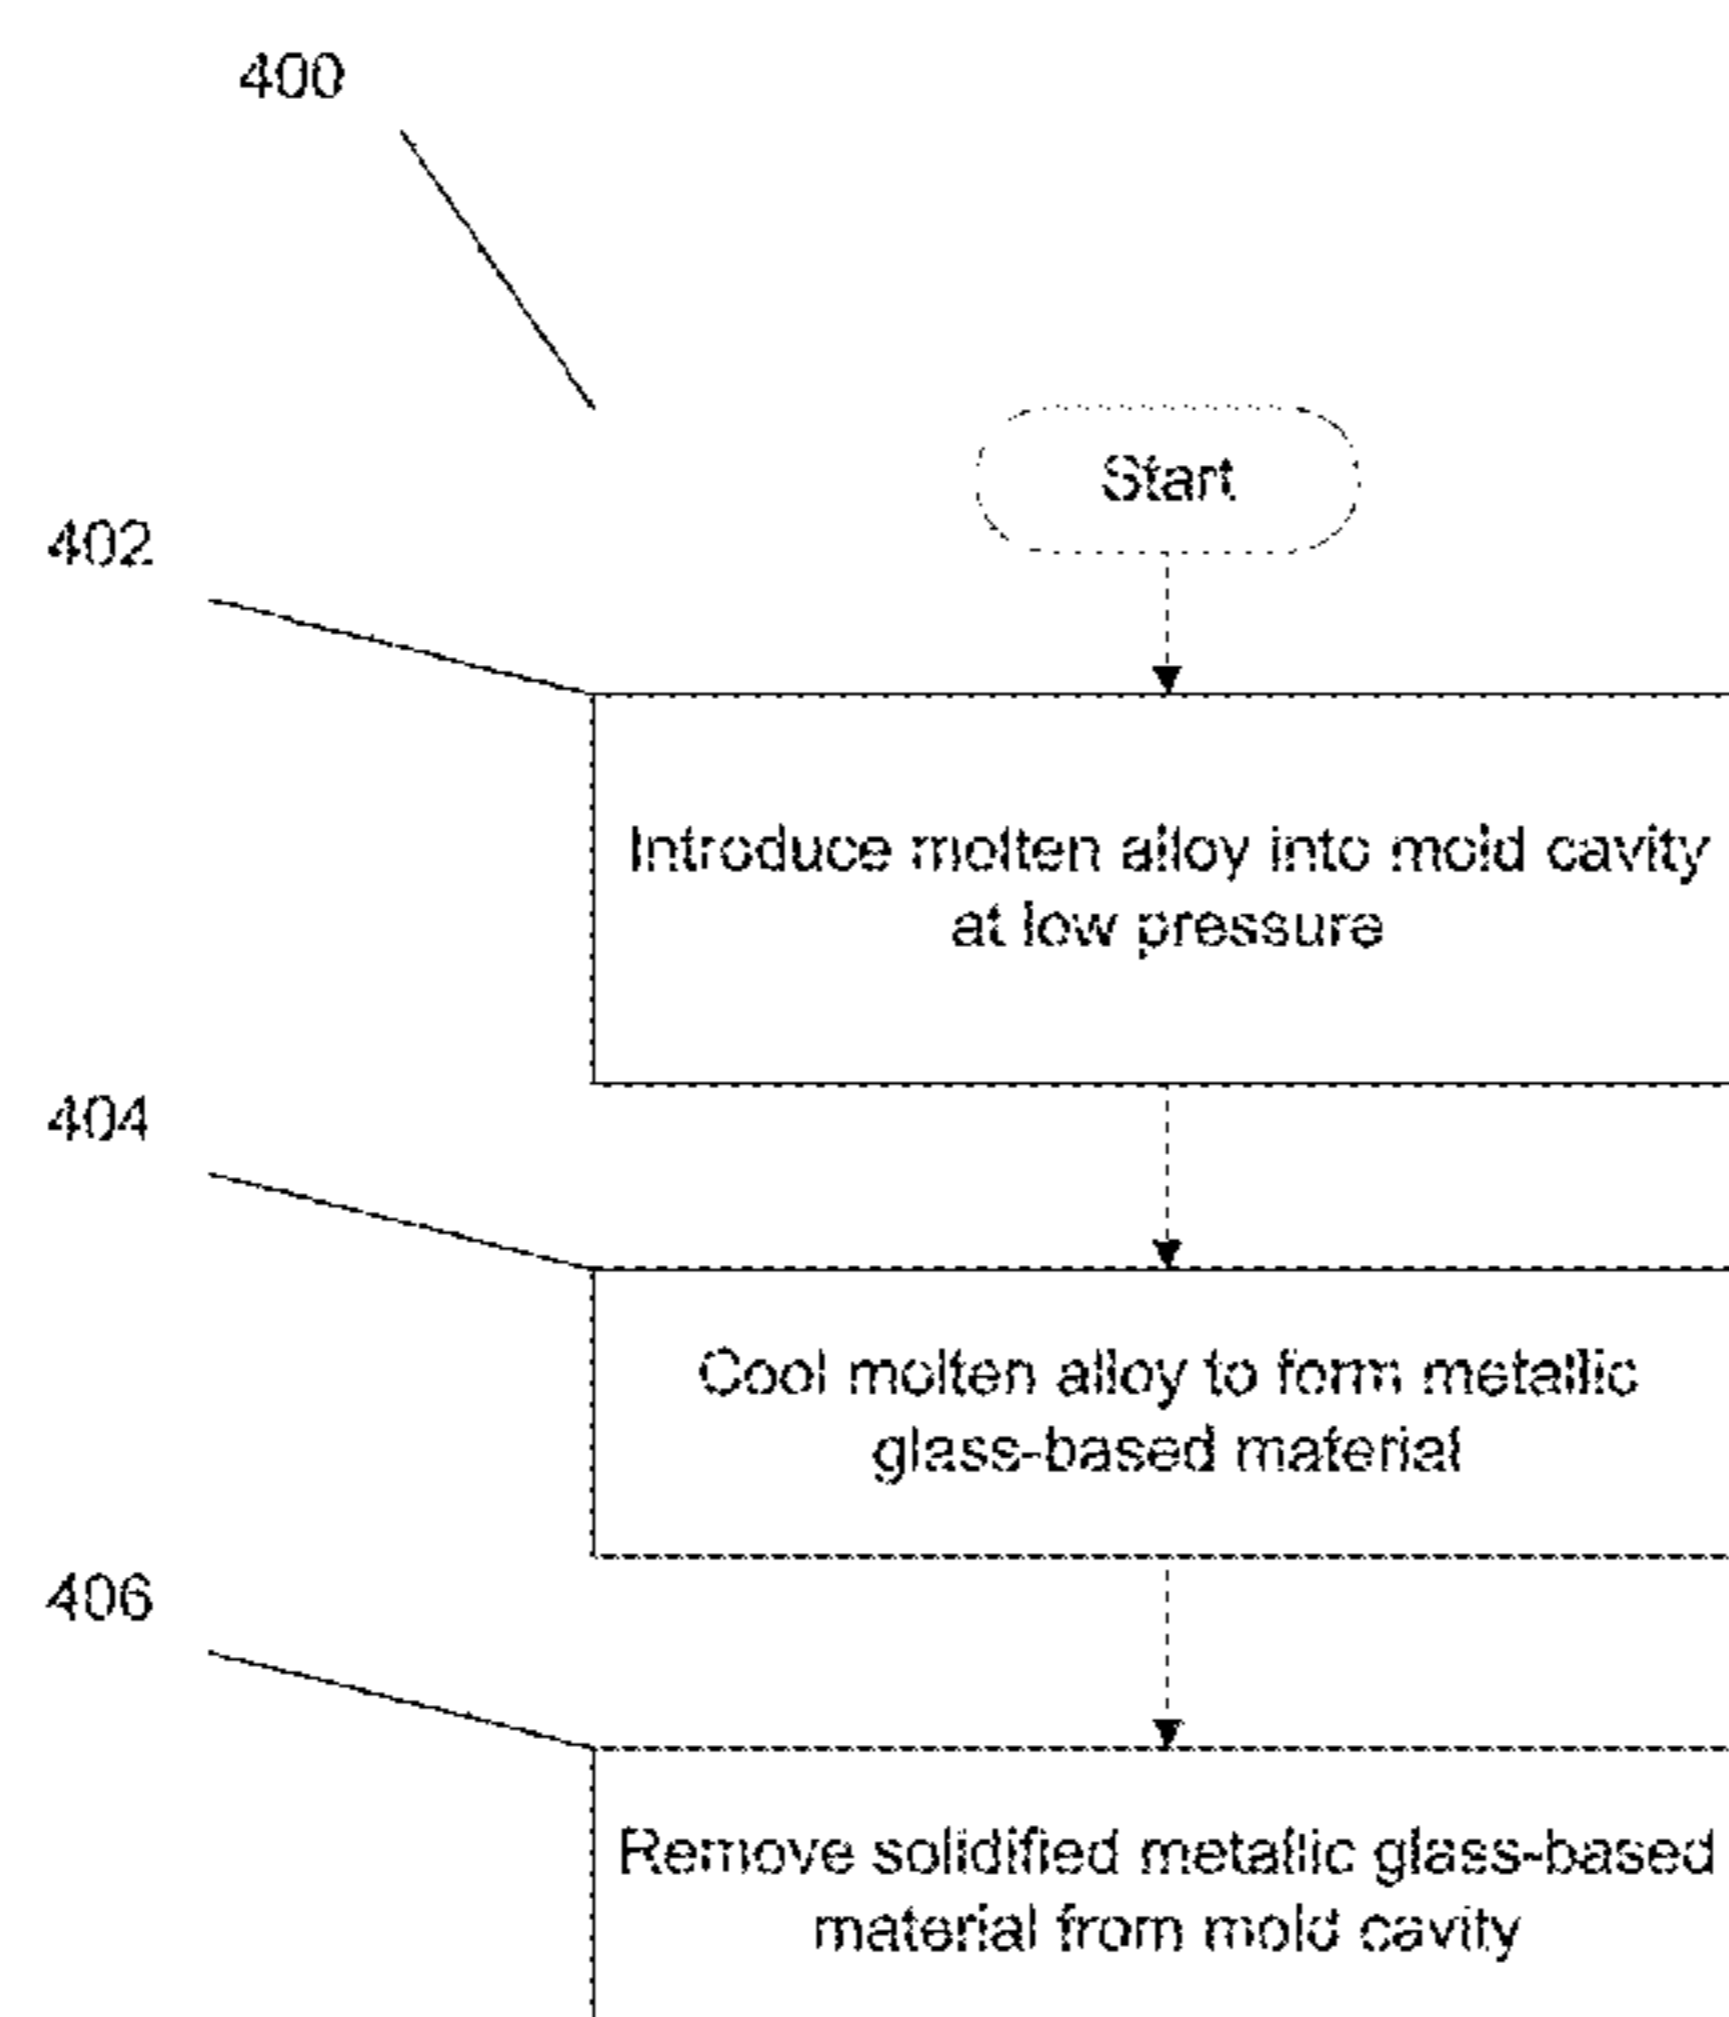 400
Start
402
Introduce molten alloy into mold cavity
at low pressure
404
Cool molten alloy to form metallic
glass-based material
406
Remove solidified metallic glass-based
material from mold cavity